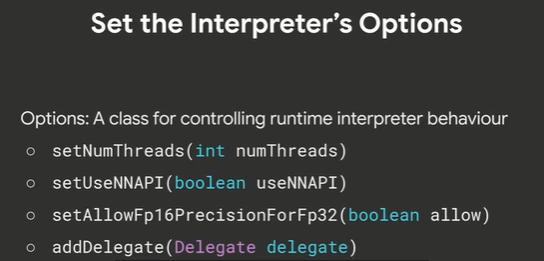 Set the Interpreter's Options
Options: A class for controlling runtime interpreter behaviour
○ setNumThreads(int numThreads)
○ setUseNNAPI(boolean useNNAPI)
○ setAllowFp16PrecisionForFp32(boolean allow)
○ addDelegate(Delegate delegate)